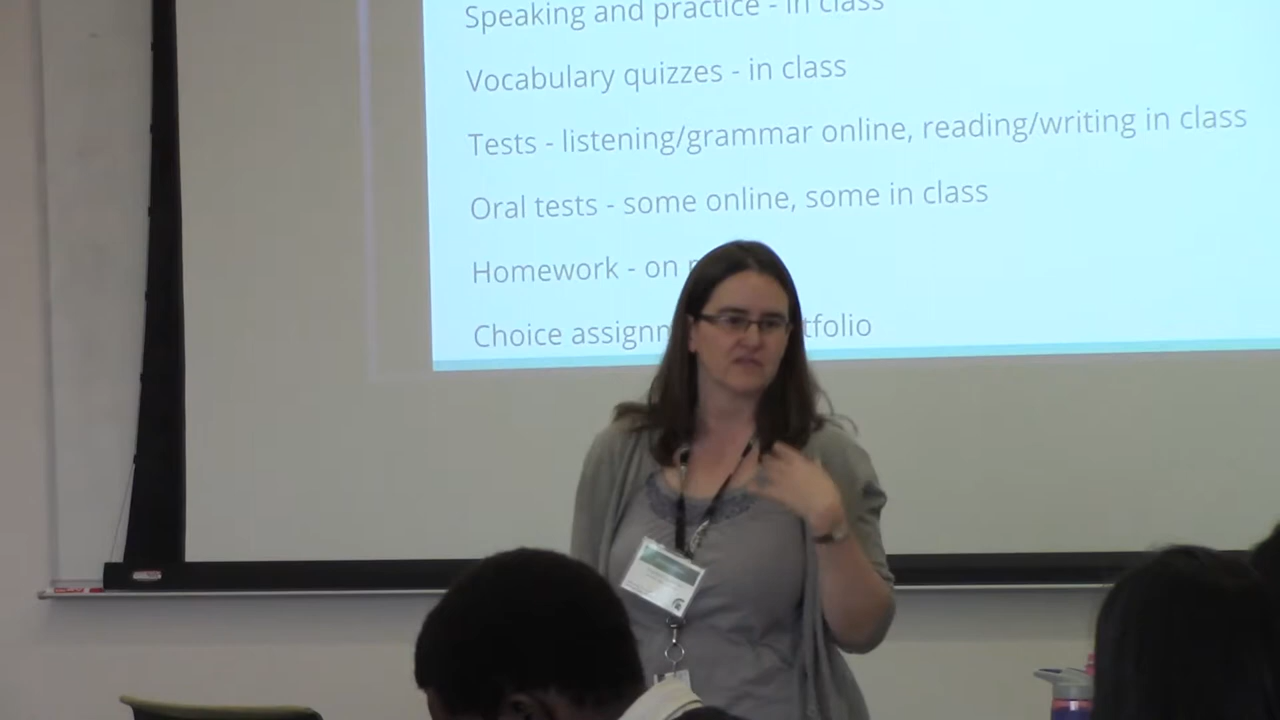 Speaking and practice - in class
Vocabulary quizzes - in class
Tests - listening/grammar online, reading/writing in class
Oral tests - some online, some in class
Homework - on
Choice